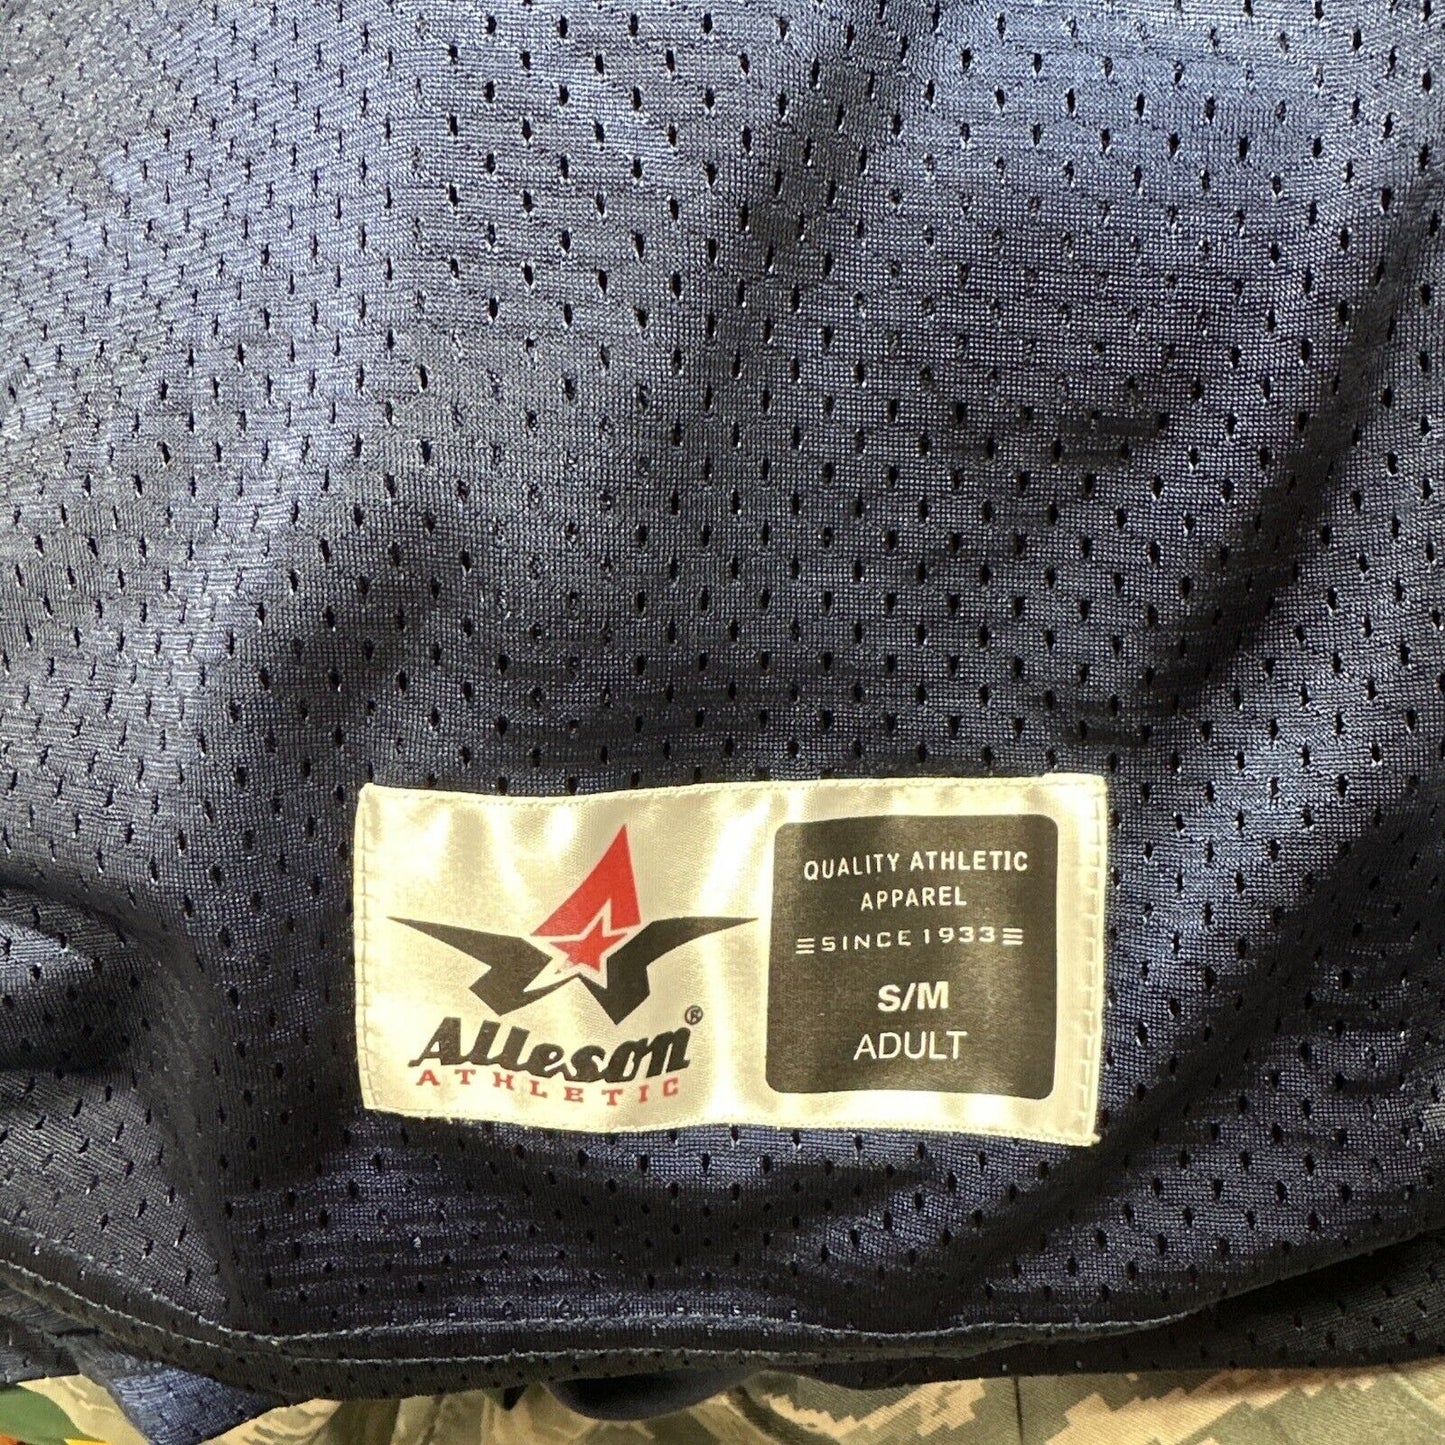 Alleson®
ATHLETIC
QUALITY ATHLETIC
APPAREL
SINCE 1933
S/M
ADULT